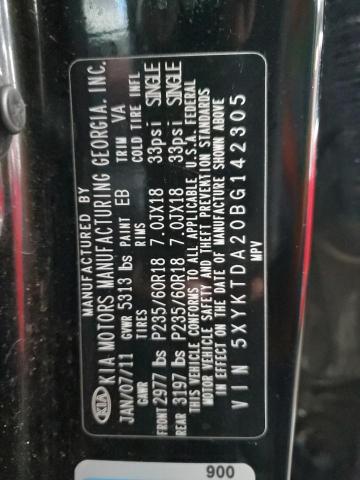 MANUFACTURED BY
KIA KIA MOTORS MANUFACTURING GEORGIA. INC.
JAN/07/11 GVWR 5313 lbs PAINT EB TRIM VA
GAWR TIRES RIMS COLD TIRE INFL
FRONT 2977 lbs P235/60R18 7.0JX18 33psi SINGLE
REAR 3197 lbs P235/60R18 7.0JX18 33psi SINGLE
THIS VEHICLE CONFORMS TO ALL APPLICABLE U.S.A. FEDERAL
MOTOR VEHICLE SAFETY AND THEFT PREVENTION STANDARDS
IN EFFECT ON THE DATE OF MANUFACTURE SHOWN ABOVE
VIN 5XYKTDA20BG142305
MPV
900